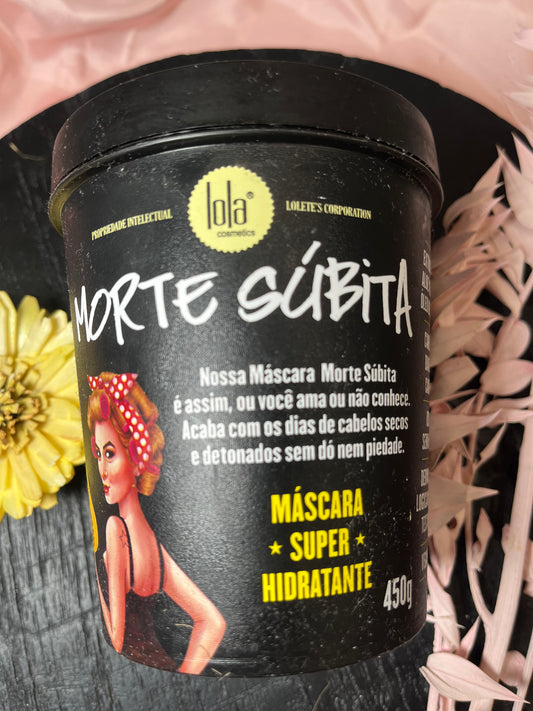 PROPRIEDADE INTELECTUAL
lola®
cosmetics
LOLETE'S CORPORATION
MORTE SÚBITA
Nossa Máscara Morte Súbita
é assim, ou você ama ou não conhece.
Acaba com os dias de cabelos secos
e detonados sem dó nem piedade.
MÁSCARA
★ SUPER ★
HIDRATANTE
450g